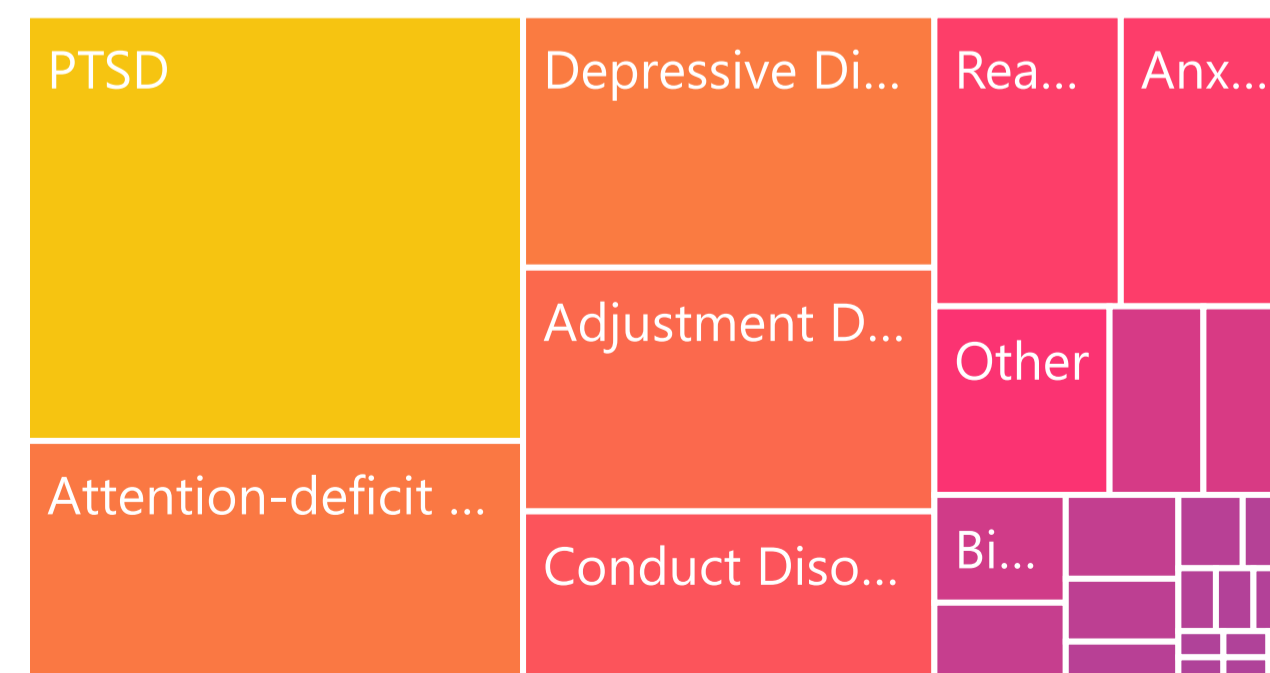 PTSD
Attention-deficit ...
Depressive Di...
Adjustment D...
Conduct Diso...
Rea...
Anx...
Other
Bi...